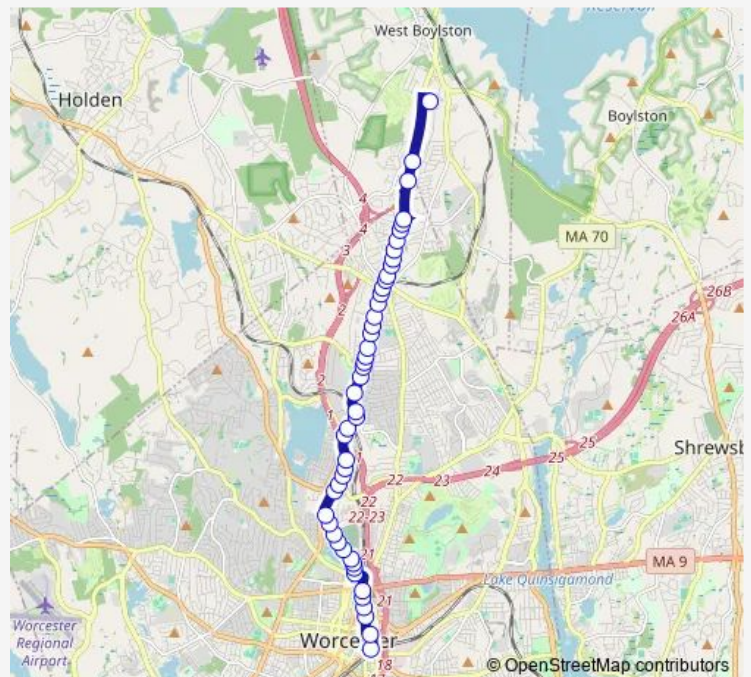 West Boylston
Holden
Boylston
4
4
3
MA 70
2
26B
26A
2
1
25
25
Shrewsb
24
23
22
1
22
22-23
21
MA 9
Lake Quinsigamond
21
Worcester
Regional
Airport
Worcester
18
© OpenStreetMap contributors